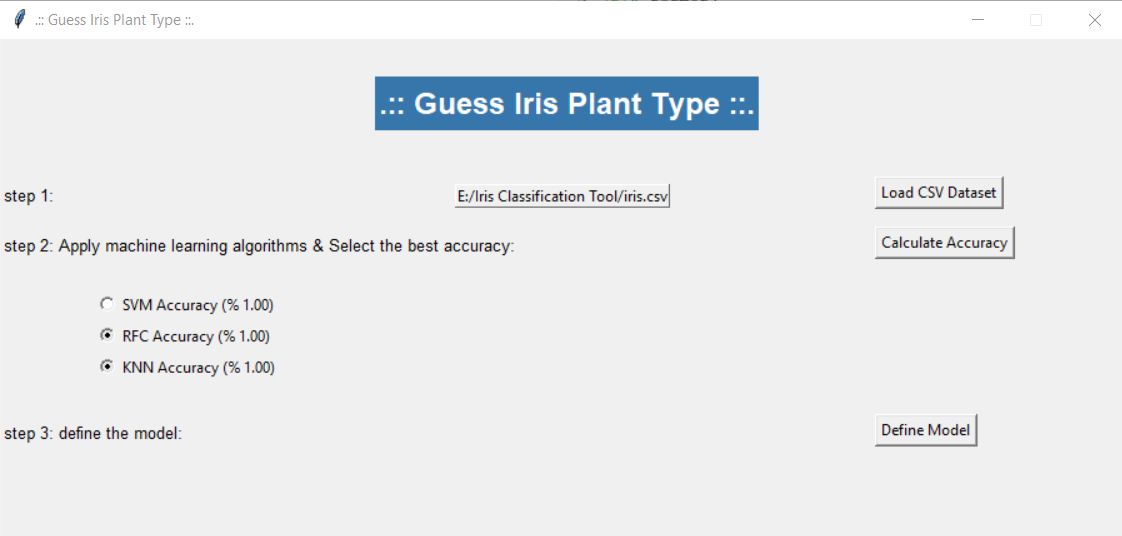 .:: Guess Iris Plant Type ::.
.:: Guess Iris Plant Type ::.
step 1:
E:/Iris Classification Tool/iris.csv
Load CSV Dataset
step 2: Apply machine learning algorithms & Select the best accuracy:
Calculate Accuracy
SVM Accuracy (% 1.00)
RFC Accuracy (% 1.00)
KNN Accuracy (% 1.00)
step 3: define the model:
Define Model